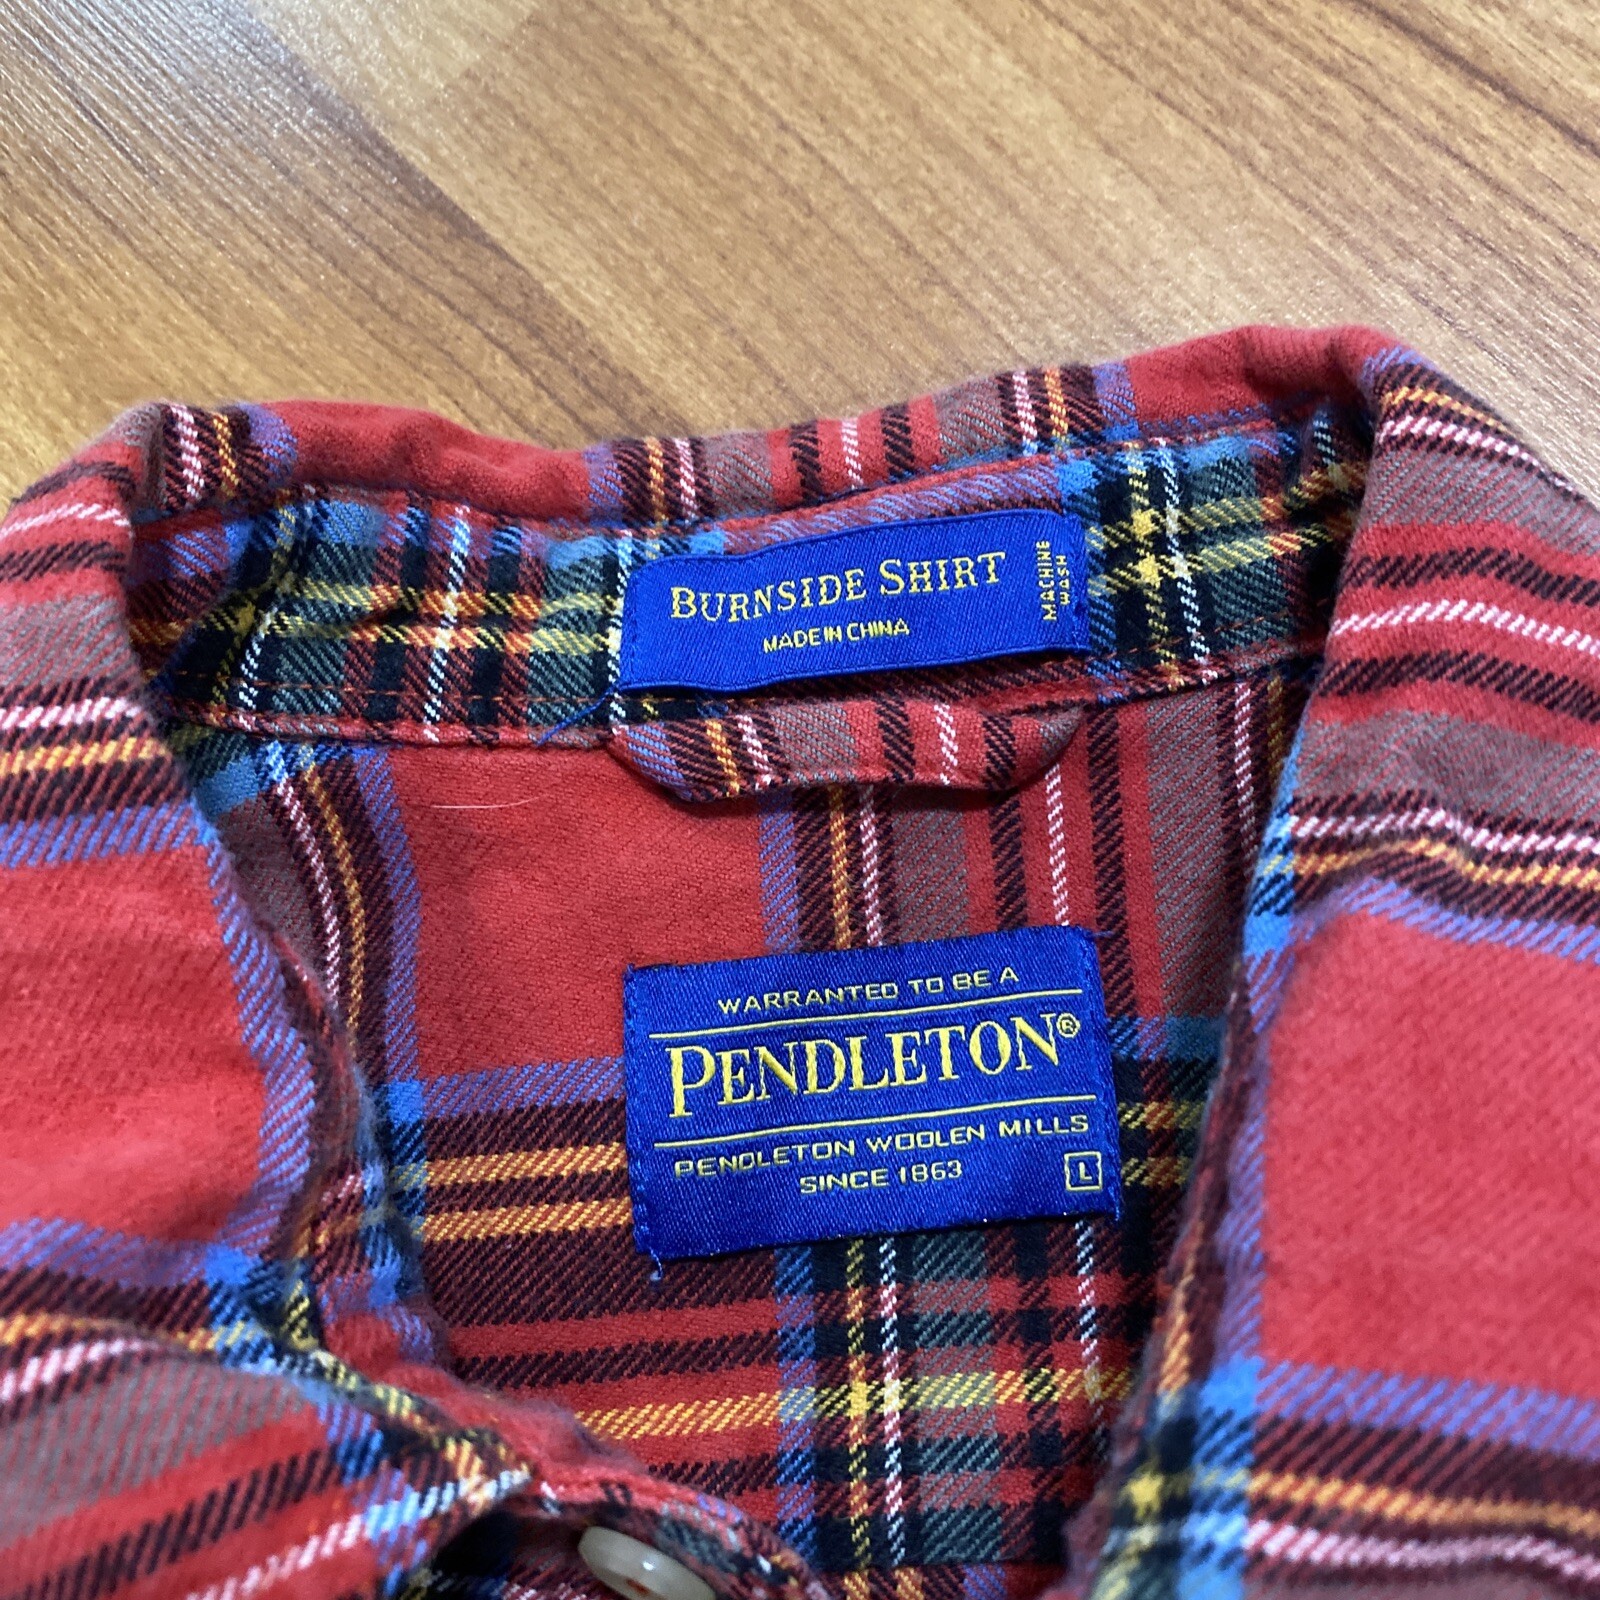 BURNSIDE SHIRT
MADE IN CHINA
MACHINE
WASH
WARRANTED TO BE A
PENDLETON®
PENDLETON WOOLEN MILLS
SINCE 1863
L